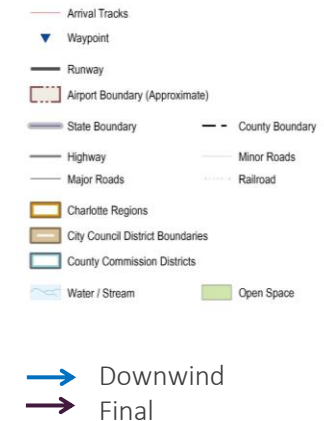 Arrival Tracks
Waypoint
Runway
Airport Boundary (Approximate)
State Boundary
County Boundary
Highway
Minor Roads
Major Roads
Railroad
Charlotte Regions
City Council District Boundaries
County Commission Districts
Water / Stream
Open Space
Downwind
Final